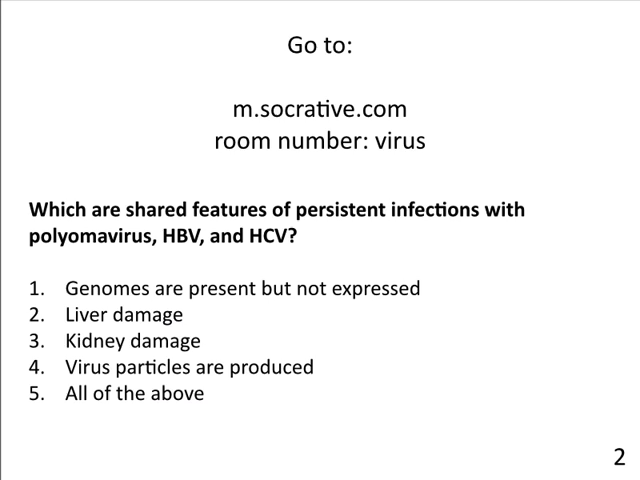 Go to:
m.socrative.com
room number: virus
Which are shared features of persistent infections with
polyomavirus, HBV, and HCV?
1. Genomes are present but not expressed
2. Liver damage
3. Kidney damage
4. Virus particles are produced
5. All of the above
2